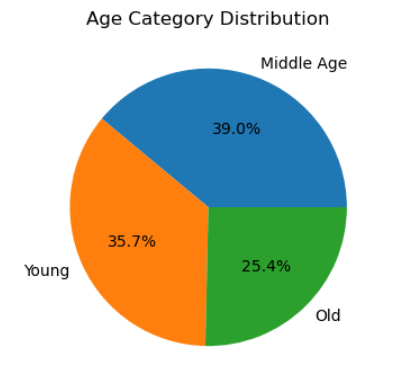 Age Category Distribution
Middle Age
39.0%
35.7%
25.4%
Young
Old